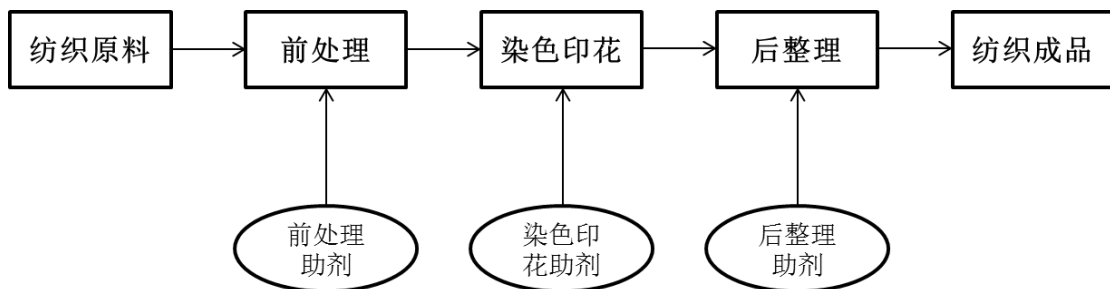 纺织原料
前处理
染色印花
后整理
纺织成品
前处理
助剂
染色印
花助剂
后整理
助剂